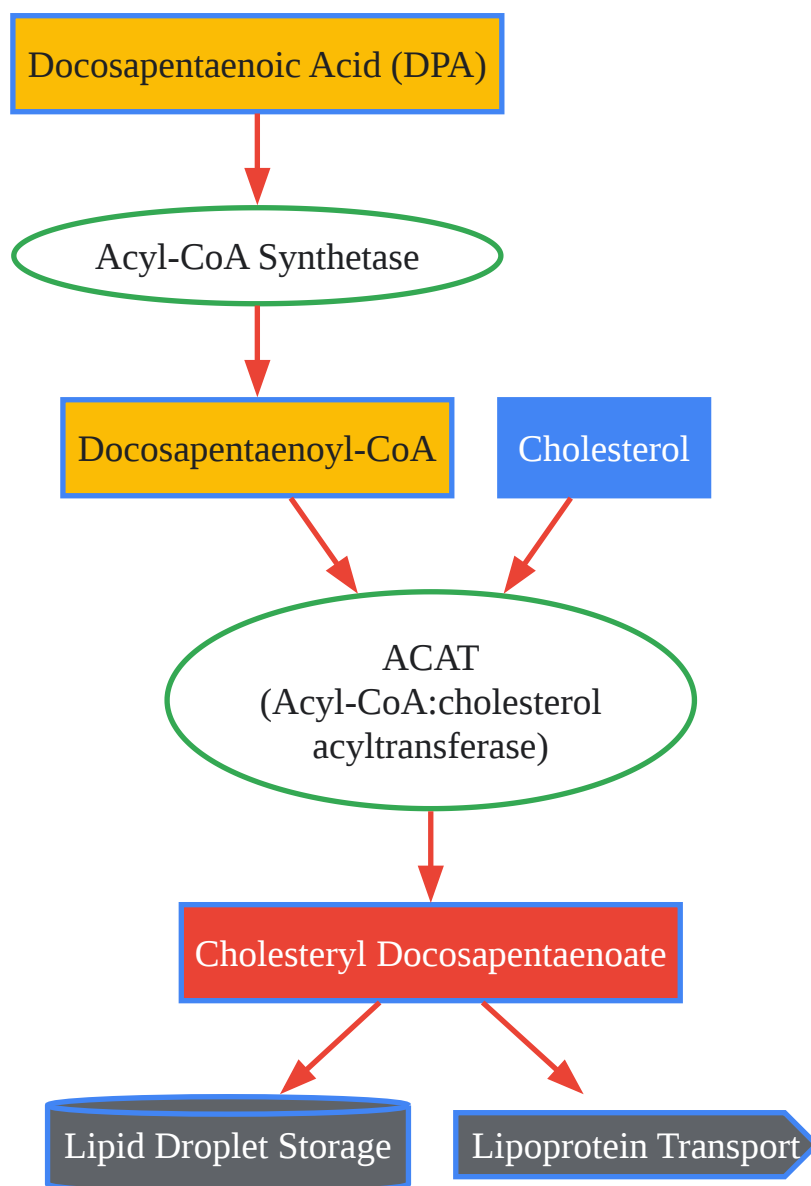 Docosapentaenoic Acid (DPA)
Acyl-CoA Synthetase
Docosapentaenoyl-CoA
Cholesterol
ACAT
(Acyl-CoA:cholesterol
acyltransferase)
Cholesteryl Docosapentaenoate
Lipid Droplet Storage
Lipoprotein Transport